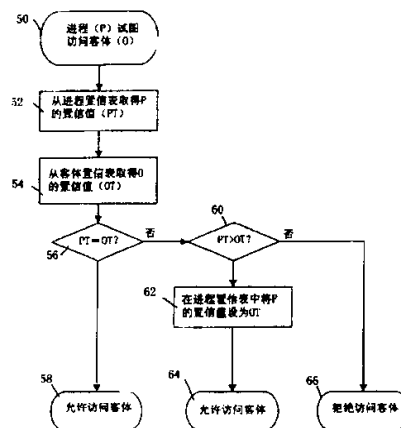 50
进程（P）试图
访问客体（O）
52
从进程置信表取得P
的置信值（PT）
54
从客体置信表取得O
的置信值（OT）
56
PT=OT?
否
60
PT>OT?
否
62
在进程置信表中将P
的置信值设为OT
58
允许访问客体
64
允许访问客体
66
拒绝访问客体